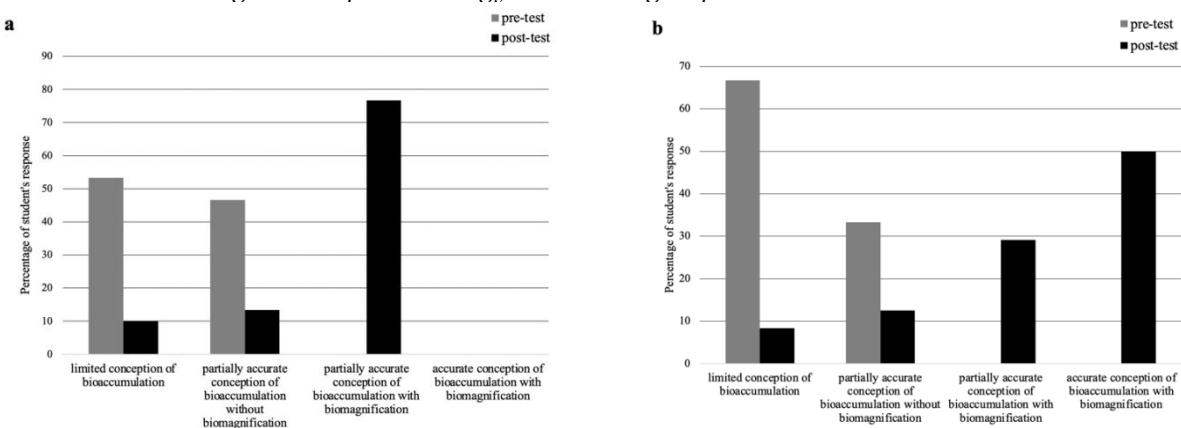 a
■ pre-test
■ post-test
90
80
70
60
50
40
30
20
10
0
Percentage of student's response
limited conception of
bioaccumulation
partially accurate
conception of
bioaccumulation
without
biomagnification
partially accurate
conception of
bioaccumulation with
biomagnification
accurate conception of
bioaccumulation with
biomagnification
b
■ pre-test
■ post-test
70
60
50
40
30
20
10
0
Percentage of student's response
limited conception of
bioaccumulation
partially accurate
conception of
bioaccumulation without
biomagnification
partially accurate
conception of
bioaccumulation with
biomagnification
accurate conception of
bioaccumulation with
biomagnification